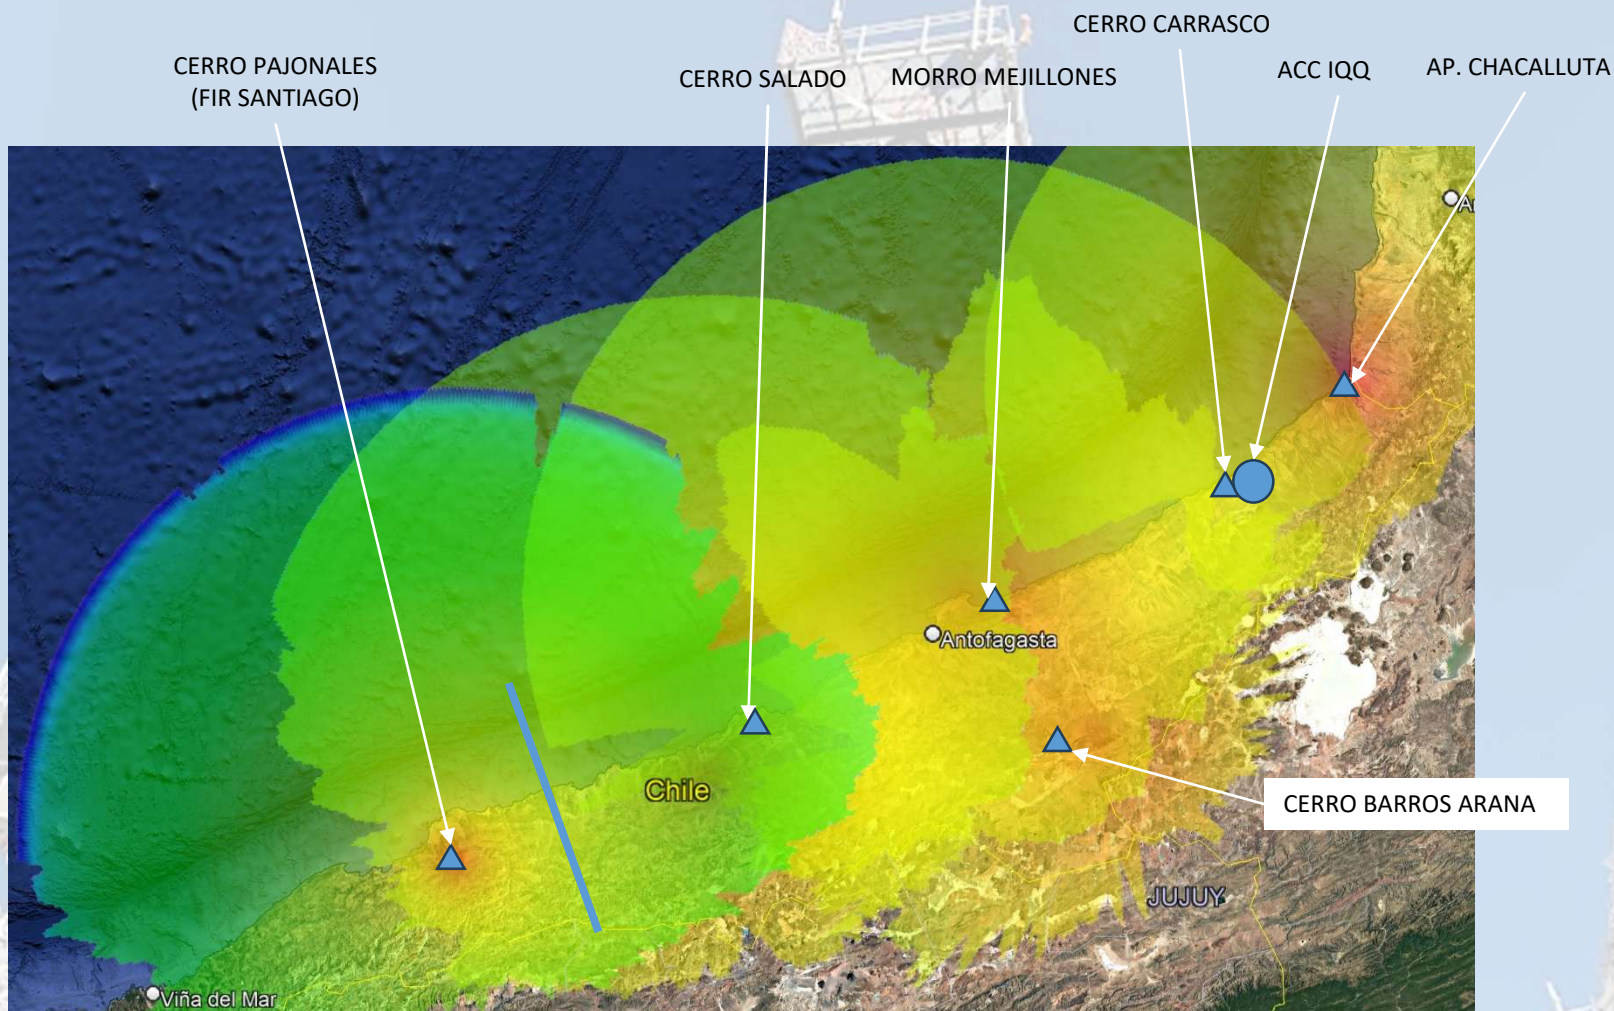 CERRO CARRASCO
CERRO PAJONALES
(FIR SANTIAGO)
CERRO SALADO
MORRO MEJILLONES
ACC IQQ
AP. CHACALLUTA
Antofagasta
Chile
CERRO BARROS ARANA
JUJUY
Viña del Mar